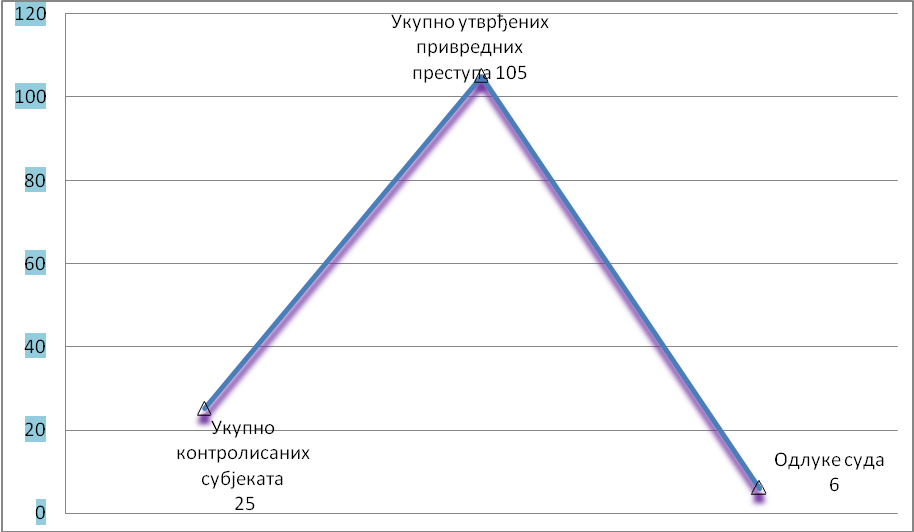 120
100
80
60
40
20
0
Укупно утврђених
привредних
преступа 105
Укупно
контролисаних
субјеката
25
Одлуке суда
6